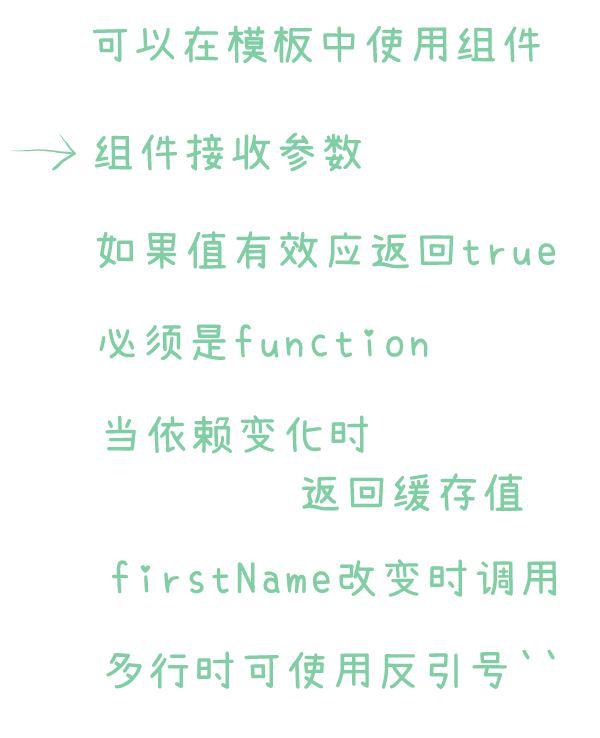 可以在模板中使用组件
组件接收参数
如果值有效应返回true
必须是function
当依赖变化时
返回缓存值
firstName改变时调用
多行时可使用反引号``